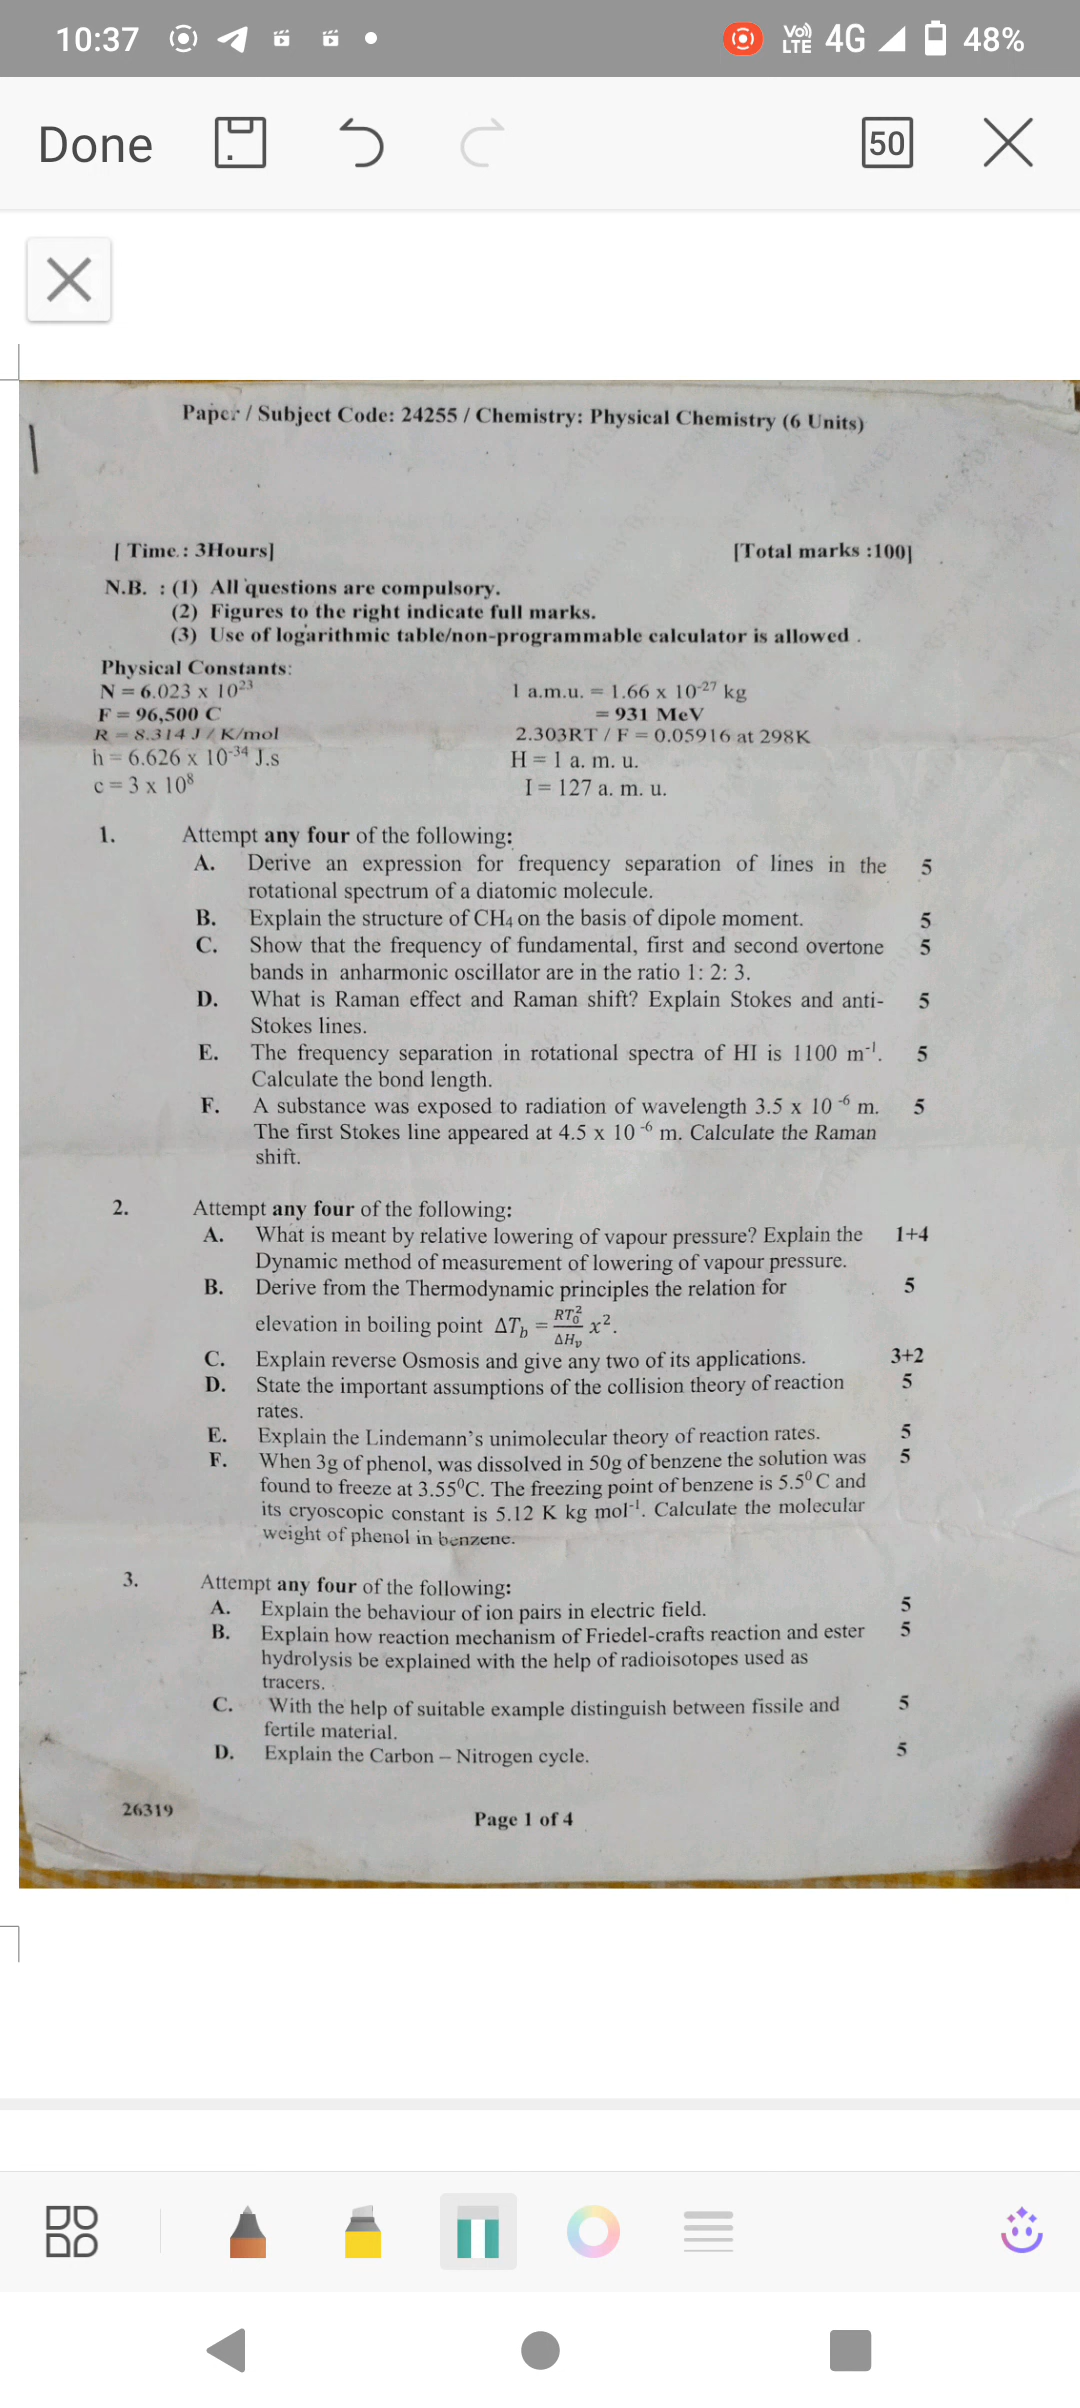 10:37
Vo)) LTE 4G 48%
Done
50
Paper / Subject Code: 24255 / Chemistry: Physical Chemistry (6 Units)
[ Time.: 3Hours]
[Total marks :100]
N.B. : (1) All questions are compulsory.
(2) Figures to the right indicate full marks.
(3) Use of logarithmic table/non-programmable calculator is allowed .
Physical Constants:
N = 6.023 x 10²³
1 a.m.u. = 1.66 x 10⁻²⁷ kg
F = 96,500 C
= 931 MeV
R = 8.314 J / K/mol
2.303RT / F = 0.05916 at 298K
h = 6.626 x 10⁻³⁴ J.s
H = 1 a. m. u.
c = 3 x 10⁸
I = 127 a. m. u.
1. Attempt any four of the following:
A. Derive an expression for frequency separation of lines in the 5
rotational spectrum of a diatomic molecule.
B. Explain the structure of CH₄ on the basis of dipole moment. 5
C. Show that the frequency of fundamental, first and second overtone 5
bands in anharmonic oscillator are in the ratio 1: 2: 3.
D. What is Raman effect and Raman shift? Explain Stokes and anti- 5
Stokes lines.
E. The frequency separation in rotational spectra of HI is 1100 m⁻¹. 5
Calculate the bond length.
F. A substance was exposed to radiation of wavelength 3.5 x 10 ⁻⁶ m. 5
The first Stokes line appeared at 4.5 x 10 ⁻⁶ m. Calculate the Raman
shift.
2. Attempt any four of the following:
A. What is meant by relative lowering of vapour pressure? Explain the 1+4
Dynamic method of measurement of lowering of vapour pressure.
B. Derive from the Thermodynamic principles the relation for 5
elevation in boiling point ΔT_b = RT₀²/ΔH_v x².
C. Explain reverse Osmosis and give any two of its applications. 3+2
D. State the important assumptions of the collision theory of reaction 5
rates.
E. Explain the Lindemann's unimolecular theory of reaction rates. 5
F. When 3g of phenol, was dissolved in 50g of benzene the solution was 5
found to freeze at 3.55⁰C. The freezing point of benzene is 5.5⁰ C and
its cryoscopic constant is 5.12 K kg mol⁻¹. Calculate the molecular
weight of phenol in benzene.
3. Attempt any four of the following:
A. Explain the behaviour of ion pairs in electric field. 5
B. Explain how reaction mechanism of Friedel-crafts reaction and ester 5
hydrolysis be explained with the help of radioisotopes used as
tracers.
C. With the help of suitable example distinguish between fissile and 5
fertile material.
D. Explain the Carbon – Nitrogen cycle. 5
26319
Page 1 of 4